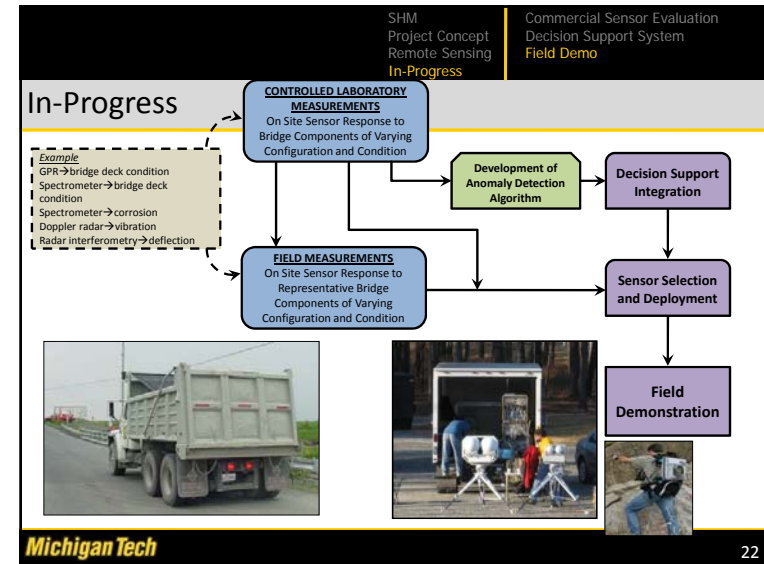 SHM
Project Concept
Remote Sensing
In-Progress
Commercial Sensor Evaluation
Decision Support System
Field Demo
In-Progress
CONTROLLED LABORATORY
MEASUREMENTS
On Site Sensor Response to
Bridge Components of Varying
Configuration and Condition
Example
GPR→bridge deck condition
Spectrometer→bridge deck
condition
Spectrometer→corrosion
Doppler radar→vibration
Radar interferometry→deflection
Development of
Anomaly Detection
Algorithm
Decision Support
Integration
FIELD MEASUREMENTS
On Site Sensor Response to
Representative Bridge
Components of Varying
Configuration and Condition
Sensor Selection
and Deployment
Field
Demonstration
Michigan Tech
22